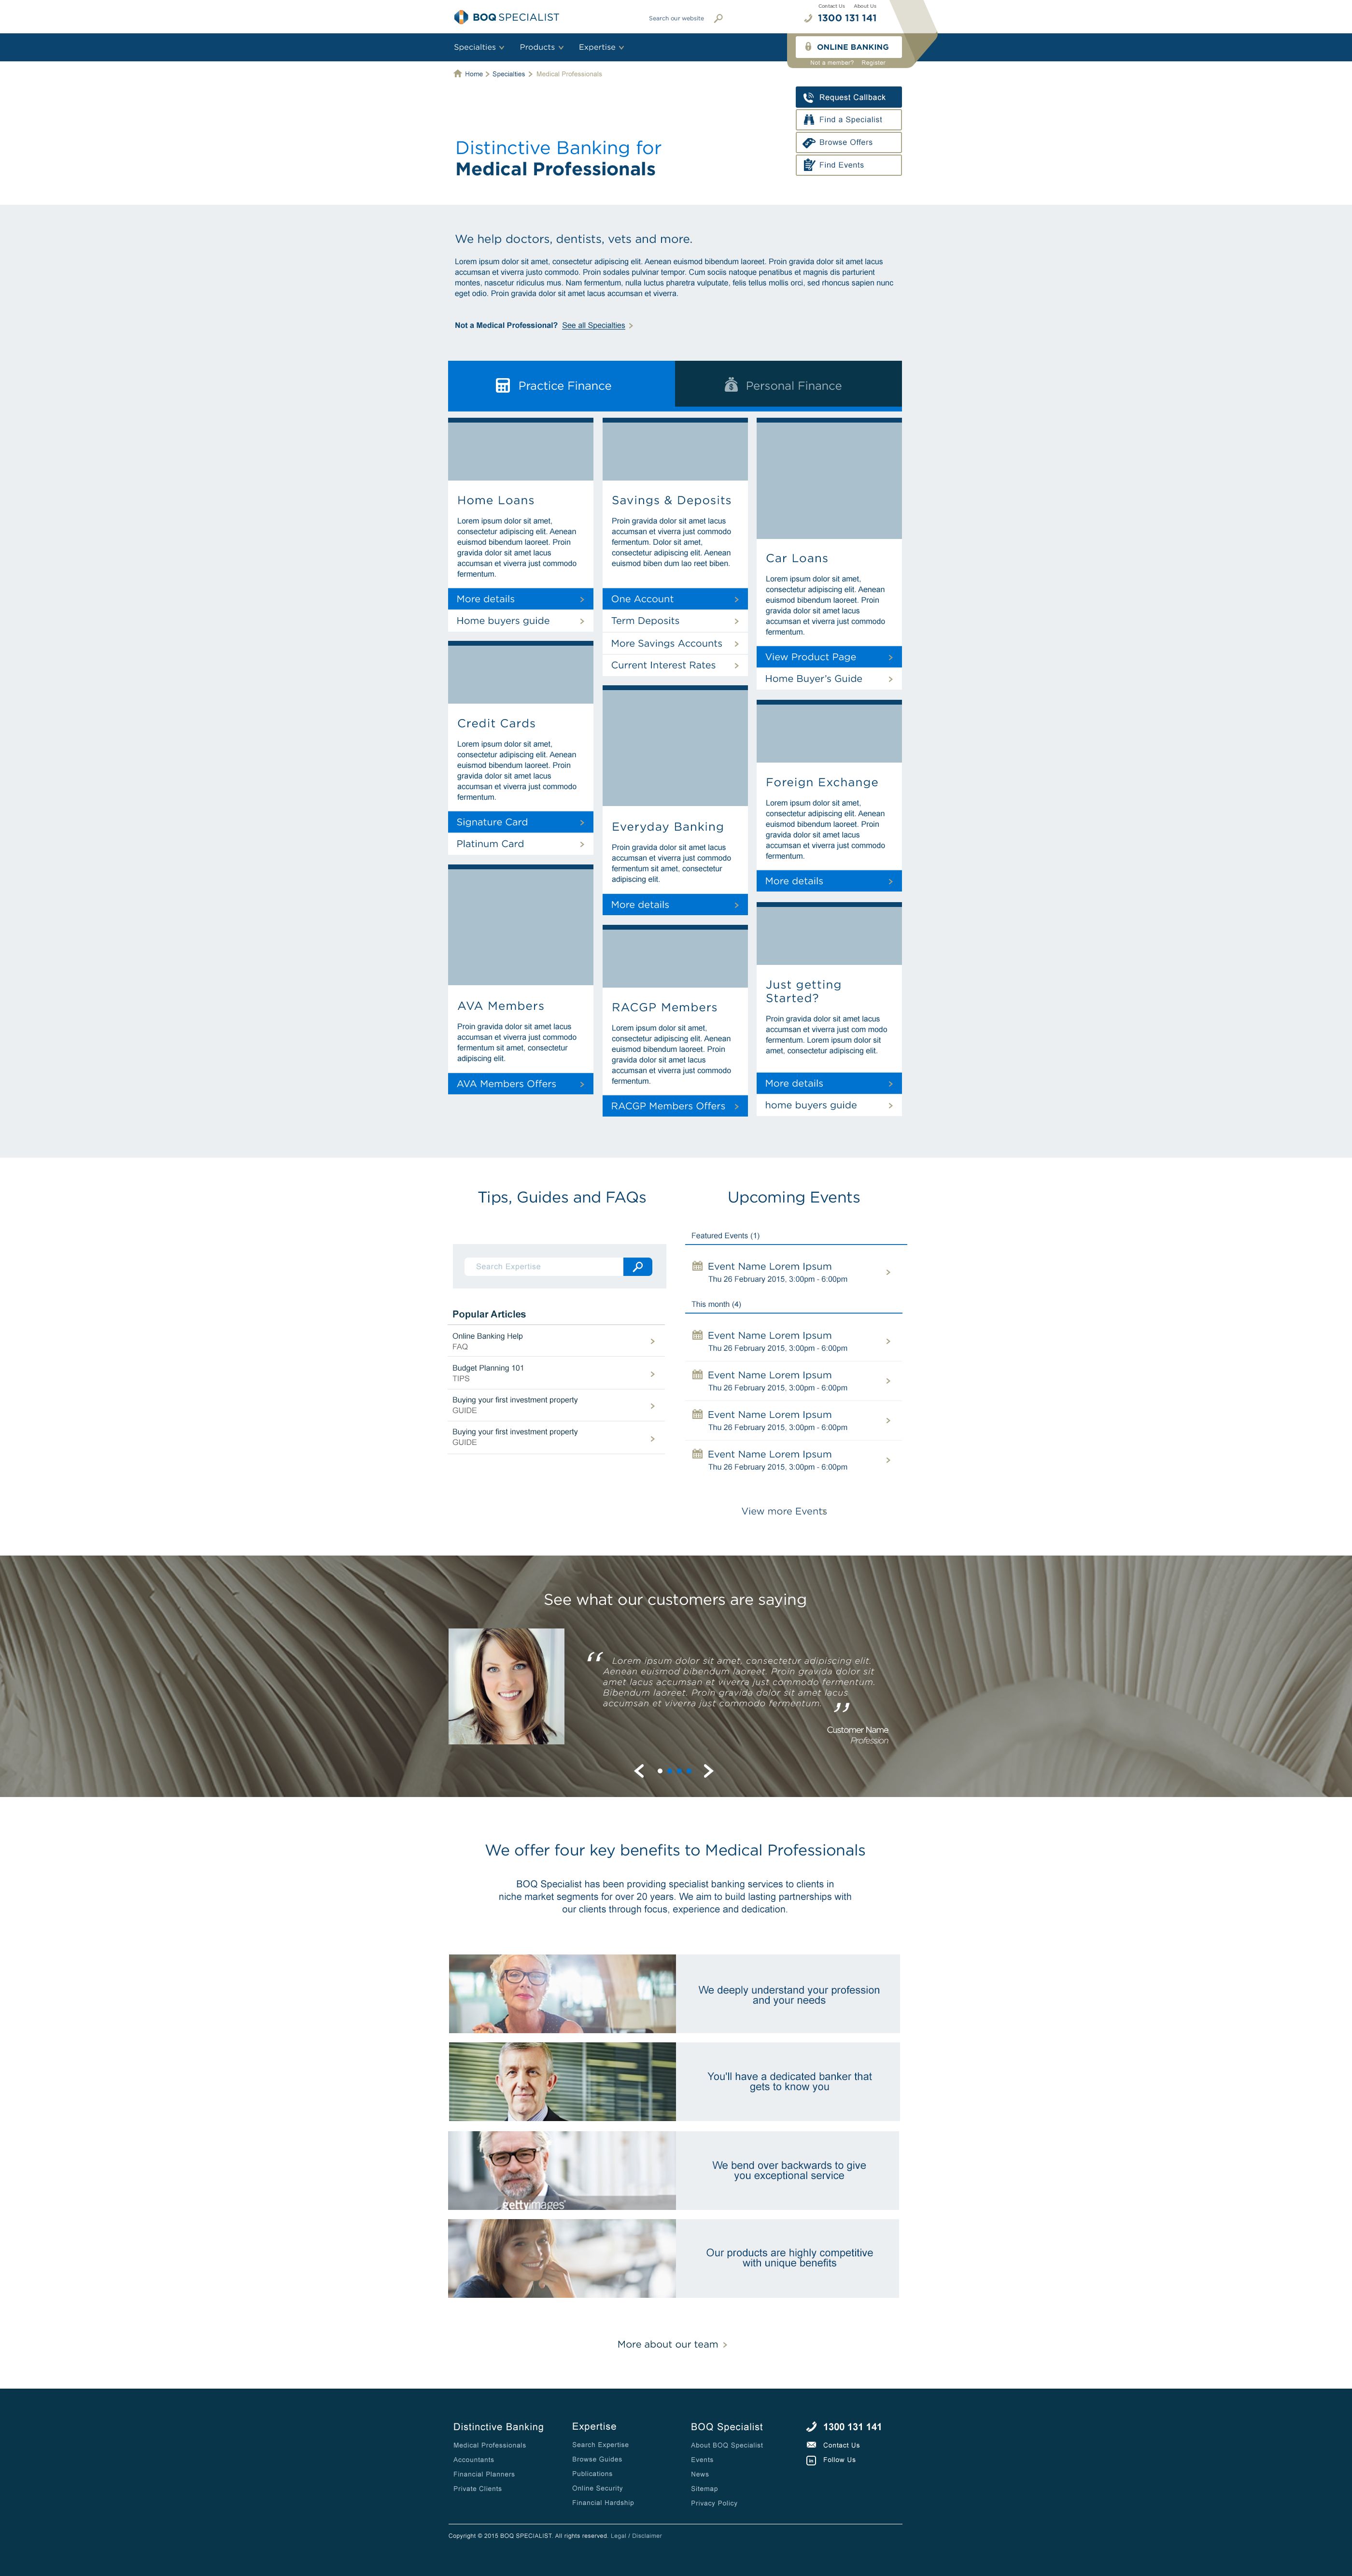 BOQ SPECIALIST
Search our website
Contact Us About Us
1300 131 141
Specialties Products Expertise
ONLINE BANKING
Not a member? Register
Home Specialties Medical Professionals
Request Callback
Find a Specialist
Browse Offers
Find Events
Distinctive Banking for
Medical Professionals
We help doctors, dentists, vets and more.
Lorem ipsum dolor sit amet, consectetur adipiscing elit. Aenean euismod bibendum laoreet. Proin gravida dolor sit amet lacus
accumsan et viverra justo commodo. Proin sodales pulvinar tempor. Cum sociis natoque penatibus et magnis dis parturient
montes, nascetur ridiculus mus. Nam fermentum, nulla luctus pharetra vulputate, felis tellus mollis orci, sed rhoncus sapien nunc
eget odio. Proin gravida dolor sit amet lacus accumsan et viverra.
Not a Medical Professional? See all Specialties
Practice Finance
Personal Finance
Home Loans
Lorem ipsum dolor sit amet,
consectetur adipiscing elit. Aenean
euismod bibendum laoreet. Proin
gravida dolor sit amet lacus
accumsan et viverra just commodo
fermentum.
More details
Home buyers guide
Credit Cards
Lorem ipsum dolor sit amet,
consectetur adipiscing elit. Aenean
euismod bibendum laoreet. Proin
gravida dolor sit amet lacus
accumsan et viverra just commodo
fermentum.
Signature Card
Platinum Card
AVA Members
Proin gravida dolor sit amet lacus
accumsan et viverra just commodo
fermentum sit amet, consectetur
adipiscing elit.
AVA Members Offers
Savings & Deposits
Proin gravida dolor sit amet lacus
accumsan et viverra just commodo
fermentum. Dolor sit amet,
consectetur adipiscing elit. Aenean
euismod biben dum lao reet biben.
One Account
Term Deposits
More Savings Accounts
Current Interest Rates
Everyday Banking
Proin gravida dolor sit amet lacus
accumsan et viverra just commodo
fermentum sit amet, consectetur
adipiscing elit.
More details
RACGP Members
Lorem ipsum dolor sit amet,
consectetur adipiscing elit. Aenean
euismod bibendum laoreet. Proin
gravida dolor sit amet lacus
accumsan et viverra just commodo
fermentum.
RACGP Members Offers
Car Loans
Lorem ipsum dolor sit amet,
consectetur adipiscing elit. Aenean
euismod bibendum laoreet. Proin
gravida dolor sit amet lacus
accumsan et viverra just commodo
fermentum.
View Product Page
Home Buyer's Guide
Foreign Exchange
Lorem ipsum dolor sit amet,
consectetur adipiscing elit. Aenean
euismod bibendum laoreet. Proin
gravida dolor sit amet lacus
accumsan et viverra just commodo
fermentum.
More details
Just getting
Started?
Proin gravida dolor sit amet lacus
accumsan et viverra just com modo
fermentum. Lorem ipsum dolor sit
amet, consectetur adipiscing elit.
More details
home buyers guide
Tips, Guides and FAQs
Search Expertise
Popular Articles
Online Banking Help
FAQ
Budget Planning 101
TIPS
Buying your first investment property
GUIDE
Buying your first investment property
GUIDE
Upcoming Events
Featured Events (1)
Event Name Lorem Ipsum
Thu 26 February 2015, 3:00pm - 6:00pm
This month (4)
Event Name Lorem Ipsum
Thu 26 February 2015, 3:00pm - 6:00pm
Event Name Lorem Ipsum
Thu 26 February 2015, 3:00pm - 6:00pm
Event Name Lorem Ipsum
Thu 26 February 2015, 3:00pm - 6:00pm
Event Name Lorem Ipsum
Thu 26 February 2015, 3:00pm - 6:00pm
View more Events
See what our customers are saying
“ Lorem ipsum dolor sit amet, consectetur adipiscing elit.
Aenean euismod bibendum laoreet. Proin gravida dolor sit
amet lacus accumsan et viverra just commodo fermentum.
Bibendum laoreet. Proin gravida dolor sit amet lacus
accumsan et viverra just commodo fermentum. ”
Customer Name
Profession
We offer four key benefits to Medical Professionals
BOQ Specialist has been providing specialist banking services to clients in
niche market segments for over 20 years. We aim to build lasting partnerships with
our clients through focus, experience and dedication.
We deeply understand your profession
and your needs
You'll have a dedicated banker that
gets to know you
We bend over backwards to give
you exceptional service
gettyimages
Our products are highly competitive
with unique benefits
More about our team
Distinctive Banking
Medical Professionals
Accountants
Financial Planners
Private Clients
Expertise
Search Expertise
Browse Guides
Publications
Online Security
Financial Hardship
BOQ Specialist
About BOQ Specialist
Events
News
Sitemap
Privacy Policy
1300 131 141
Contact Us
in Follow Us
Copyright © 2015 BOQ SPECIALIST. All rights reserved. Legal / Disclaimer